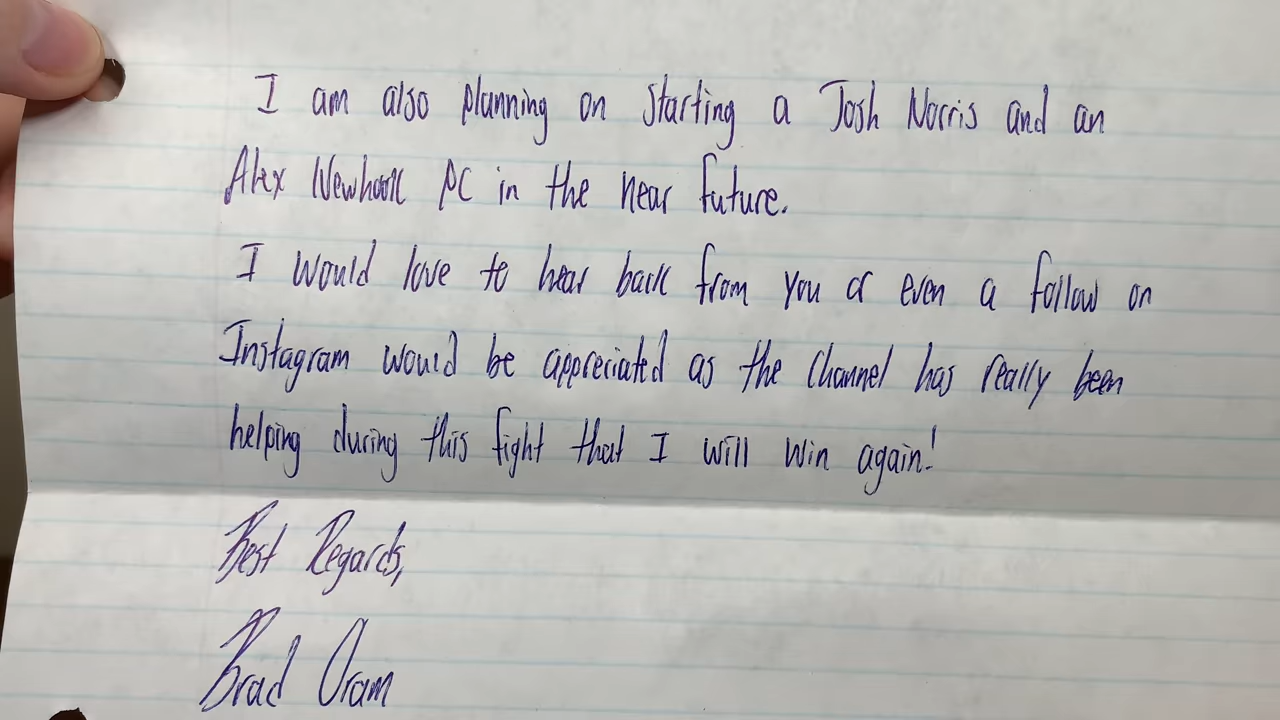 I am also planning on starting a Josh Norris and an
Alex Newhook PC in the near future.
I would love to hear back from you or even a follow on
Instagram would be appreciated as the channel has really been
helping during this fight that I will win again!
Best Regards,
Brad Oram